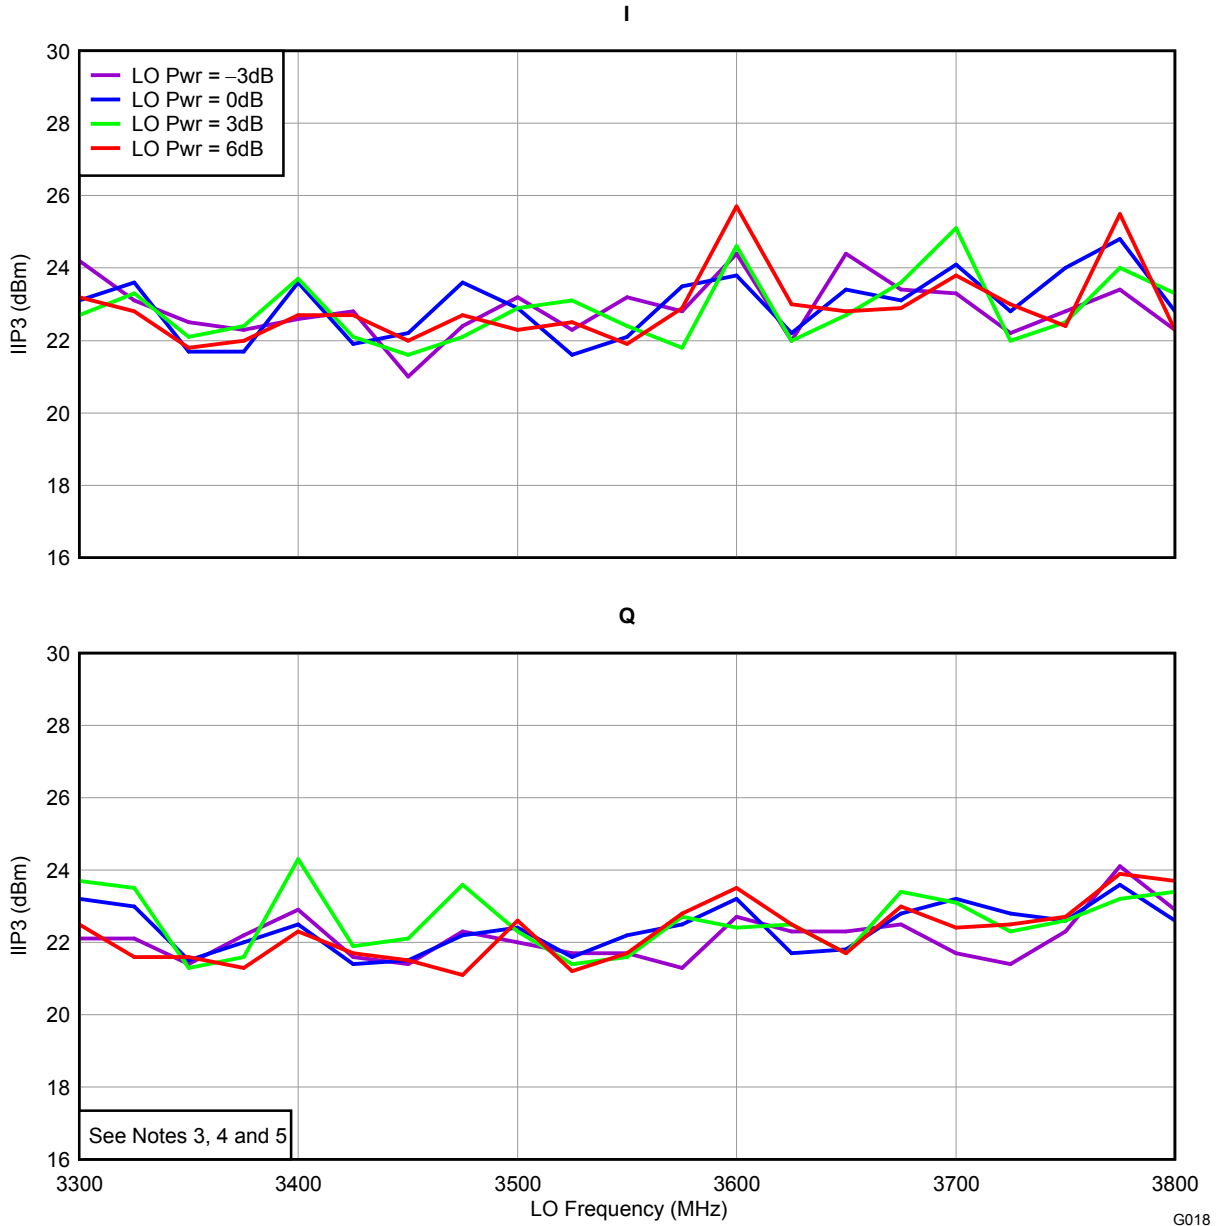 I
30
28
26
24
22
20
18
16
IIP3 (dBm)
LO Pwr = –3dB
LO Pwr = 0dB
LO Pwr = 3dB
LO Pwr = 6dB
Q
30
28
26
24
22
20
18
16
IIP3 (dBm)
See Notes 3, 4 and 5
3300 3400 3500 3600 3700 3800
LO Frequency (MHz)
G018